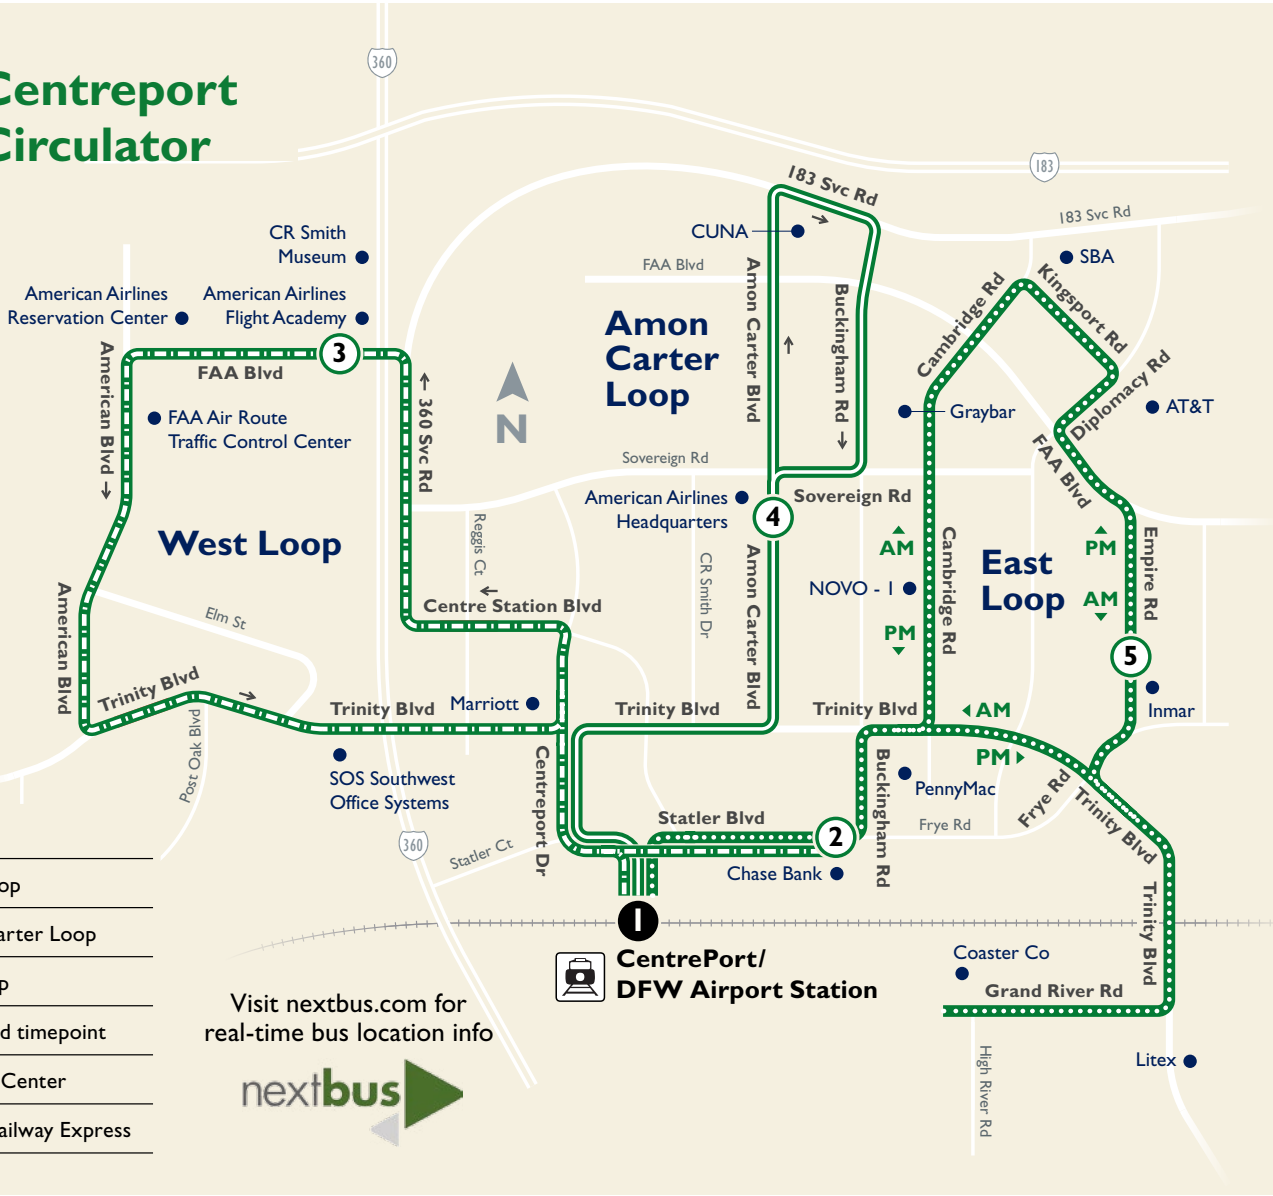 Centreport
Circulator
360
183
183 Svc Rd
183 Svc Rd
CR Smith
Museum
CUNA
SBA
American Airlines
Reservation Center
American Airlines
Flight Academy
FAA Blvd
Amon
Carter
Loop
Amon Carter Blvd
Buckingham Rd
Cambridge Rd
Kingsport Rd
Diplomacy Rd
3
FAA Blvd
American Blvd
360 Svc Rd
FAA Air Route
Traffic Control Center
N
Graybar
AT&T
FAA Blvd
Sovereign Rd
American Airlines
Headquarters
Sovereign Rd
4
West Loop
Reggis Ct
CR Smith Dr
Amon Carter Blvd
AM
NOVO - 1
PM
Cambridge Rd
East
Loop
PM
AM
Empire Rd
5
Inmar
American Blvd
Elm St
Centre Station Blvd
Trinity Blvd
Trinity Blvd
Marriott
Trinity Blvd
Trinity Blvd
AM
PM
Post Oak Blvd
SOS Southwest
Office Systems
Centreport Dr
Buckingham Rd
PennyMac
Frye Rd
Frye Rd
Trinity Blvd
Statler Blvd
2
Chase Bank
360
Statler Ct
1
CentrePort/
DFW Airport Station
Trinity Blvd
Coaster Co
Grand River Rd
High River Rd
Litex
op
arter Loop
p
d timepoint
Center
ailway Express
Visit nextbus.com for
real-time bus location info
nextbus